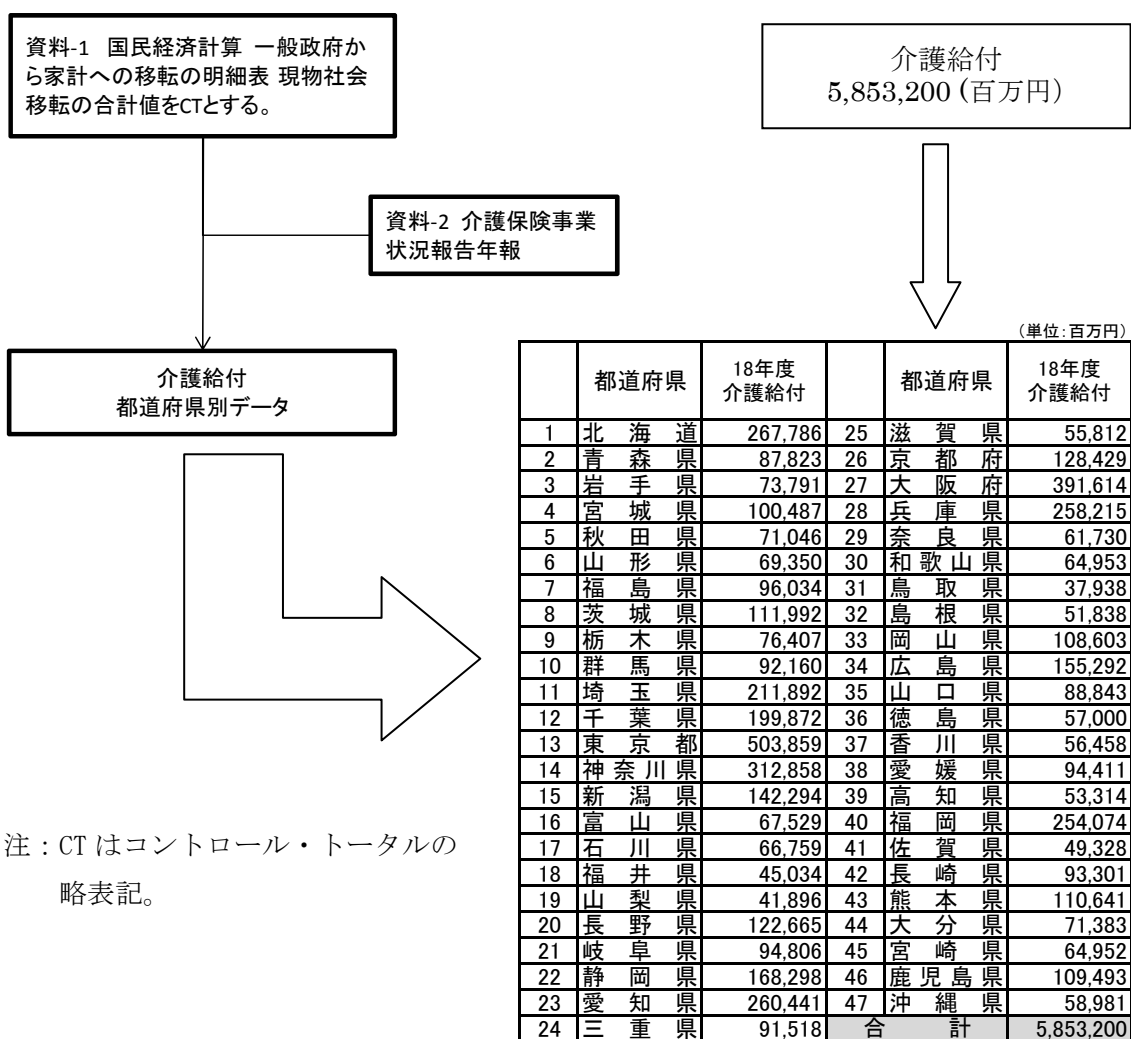 資料-1 国民経済計算 一般政府か
ら家計への移転の明細表 現物社会
移転の合計値をCTとする。
介護給付
5,853,200 (百万円)
資料-2 介護保険事業
状況報告年報
介護給付
都道府県別データ
(単位:百万円)
都道府県 18年度 介護給付 都道府県 18年度 介護給付
1 北海道 267,786 25 滋賀県 55,812
2 青森県 87,823 26 京都府 128,429
3 岩手県 73,791 27 大阪府 391,614
4 宮城県 100,487 28 兵庫県 258,215
5 秋田県 71,046 29 奈良県 61,730
6 山形県 69,350 30 和歌山県 64,953
7 福島県 96,034 31 鳥取県 37,938
8 茨城県 111,992 32 島根県 51,838
9 栃木県 76,407 33 岡山県 108,603
10 群馬県 92,160 34 広島県 155,292
11 埼玉県 211,892 35 山口県 88,843
12 千葉県 199,872 36 徳島県 57,000
13 東京都 503,859 37 香川県 56,458
14 神奈川県 312,858 38 愛媛県 94,411
15 新潟県 142,294 39 高知県 53,314
16 富山県 67,529 40 福岡県 254,074
17 石川県 66,759 41 佐賀県 49,328
18 福井県 45,034 42 長崎県 93,301
19 山梨県 41,896 43 熊本県 110,641
20 長野県 122,665 44 大分県 71,383
21 岐阜県 94,806 45 宮崎県 64,952
22 静岡県 168,298 46 鹿児島県 109,493
23 愛知県 260,441 47 沖縄県 58,981
24 三重県 91,518 合計 5,853,200
注:CTはコントロール・トータルの
略表記。